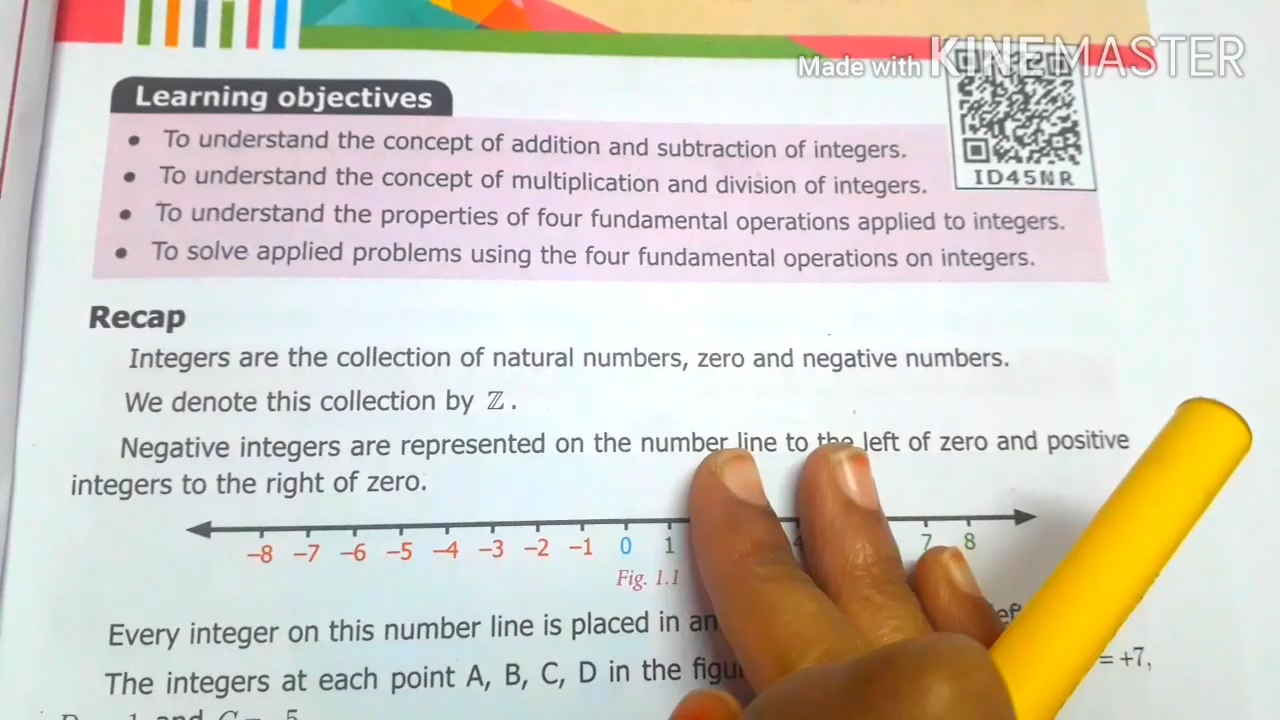 Made with KINEMASTER
Learning objectives
• To understand the concept of addition and subtraction of integers.
• To understand the concept of multiplication and division of integers.
ID45NR
• To understand the properties of four fundamental operations applied to integers.
• To solve applied problems using the four fundamental operations on integers.
Recap
Integers are the collection of natural numbers, zero and negative numbers.
We denote this collection by ℤ.
Negative integers are represented on the number line to the left of zero and positive
integers to the right of zero.
−8 −7 −6 −5 −4 −3 −2 −1 0 1 4 7 8
Fig. 1.1
Every integer on this number line is placed in an
The integers at each point A, B, C, D in the = +7,